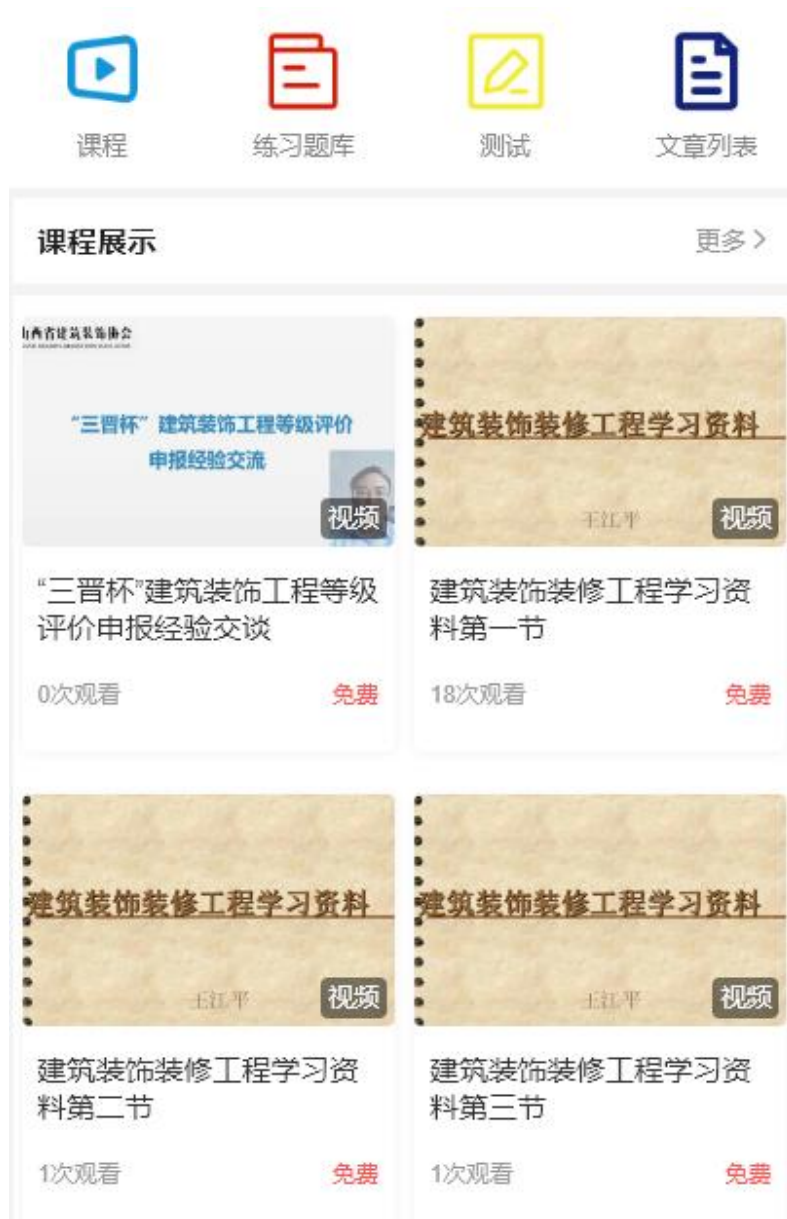 课程
练习题库
测试
文章列表
课程展示
更多
山西省建筑装饰协会
“三晋杯”建筑装饰工程等级评价
申报经验交流
视频
建筑装饰装修工程学习资料
王江平
视频
“三晋杯”建筑装饰工程等级
评价申报经验交谈
0次观看
免费
建筑装饰装修工程学习资
料第一节
18次观看
免费
建筑装饰装修工程学习资料
王江平
视频
建筑装饰装修工程学习资料
王江平
视频
建筑装饰装修工程学习资
料第二节
1次观看
免费
建筑装饰装修工程学习资
料第三节
1次观看
免费